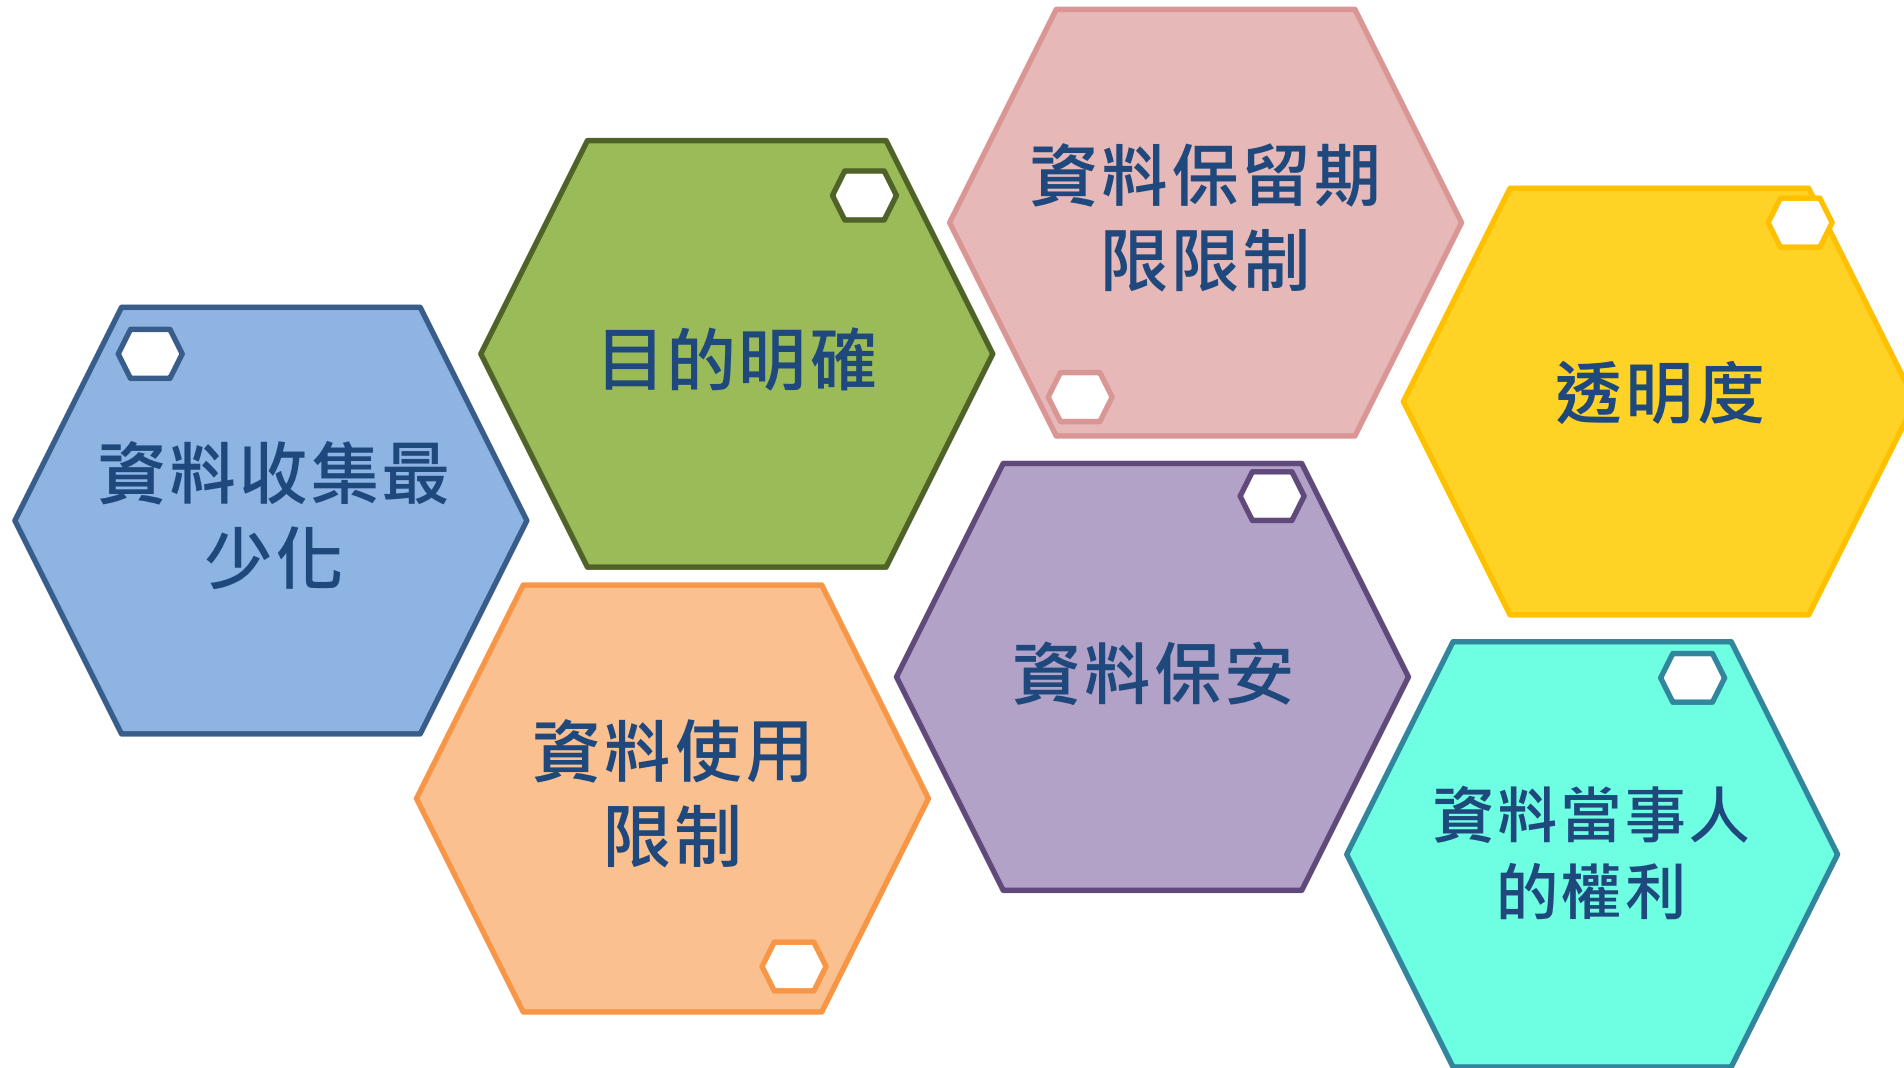 資料保留期
限限制
目的明確
透明度
資料收集最
少化
資料保安
資料使用
限制
資料當事人
的權利